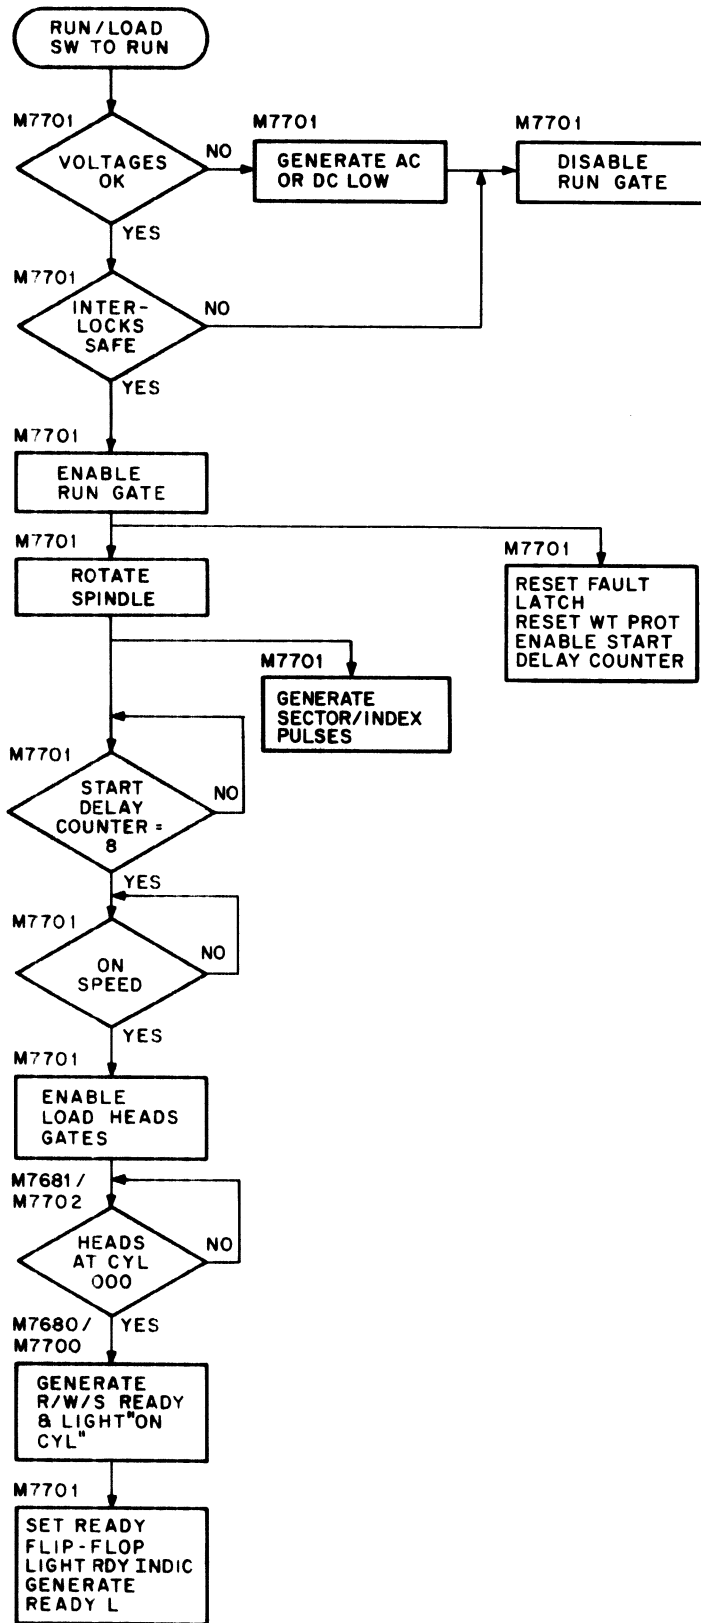 RUN/LOAD
SW TO RUN
M7701
VOLTAGES
OK
NO
YES
M7701
GENERATE AC
OR DC LOW
M7701
DISABLE
RUN GATE
M7701
INTER-
LOCKS
SAFE
NO
YES
M7701
ENABLE
RUN GATE
M7701
ROTATE
SPINDLE
M7701
RESET FAULT
LATCH
RESET WT PROT
ENABLE START
DELAY COUNTER
M7701
GENERATE
SECTOR/INDEX
PULSES
M7701
START
DELAY
COUNTER =
8
NO
YES
M7701
ON
SPEED
NO
YES
M7701
ENABLE
LOAD HEADS
GATES
M7681/
M7702
HEADS
AT CYL
000
NO
YES
M7680/
M7700
GENERATE
R/W/S READY
& LIGHT "ON
CYL"
M7701
SET READY
FLIP-FLOP
LIGHT RDY INDIC
GENERATE
READY L